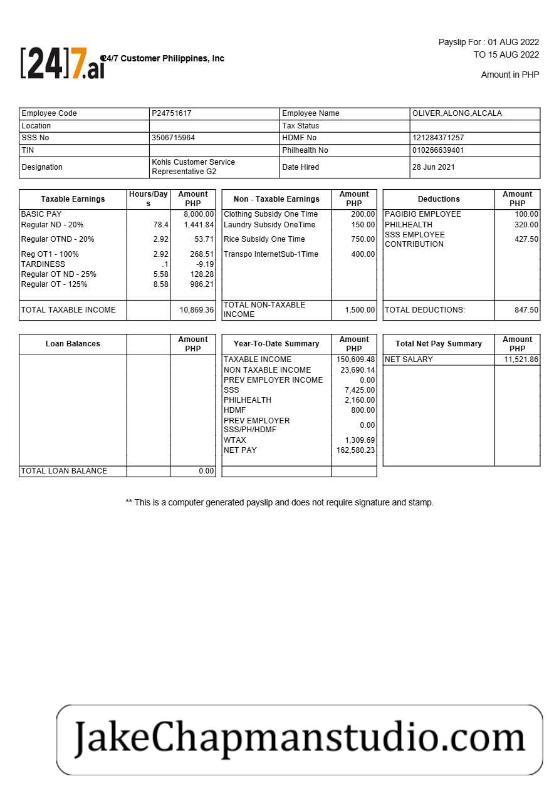 Payslip For : 01 AUG 2022
TO 15 AUG 2022
[24]7.ai 24/7 Customer Philippines, Inc
Amount in PHP
Employee Code P24751617 Employee Name OLIVER,ALONG,ALCALA
Location Tax Status
SSS No 3506715964 HDMF No 121284371257
TIN Philhealth No 010266639401
Designation Kohls Customer Service Representative G2 Date Hired 28 Jun 2021
Taxable Earnings Hours/Days Amount PHP Non - Taxable Earnings Amount PHP Deductions Amount PHP
BASIC PAY 8,000.00 Clothing Subsidy One Time 200.00 PAGIBIG EMPLOYEE 100.00
Regular ND - 20% 78.4 1,441.84 Laundry Subsidy OneTime 150.00 PHILHEALTH 320.00
Regular OTND - 20% 2.92 53.71 Rice Subsidy One Time 750.00 SSS EMPLOYEE CONTRIBUTION 427.50
Reg OT1 - 100% 2.92 268.51 Transpo InternetSub-1Time 400.00
TARDINESS .1 -9.19
Regular OT ND - 25% 5.58 128.28
Regular OT - 125% 8.58 986.21
TOTAL TAXABLE INCOME 10,869.36 TOTAL NON-TAXABLE INCOME 1,500.00 TOTAL DEDUCTIONS: 847.50
Loan Balances Amount PHP Year-To-Date Summary Amount PHP Total Net Pay Summary Amount PHP
TAXABLE INCOME 150,609.48 NET SALARY 11,521.86
NON TAXABLE INCOME 23,690.14
PREV EMPLOYER INCOME 0.00
SSS 7,425.00
PHILHEALTH 2,160.00
HDMF 800.00
PREV EMPLOYER SSS/PH/HDMF 0.00
WTAX 1,309.69
NET PAY 162,580.23
TOTAL LOAN BALANCE 0.00
** This is a computer generated payslip and does not require signature and stamp.
JakeChapmanstudio.com